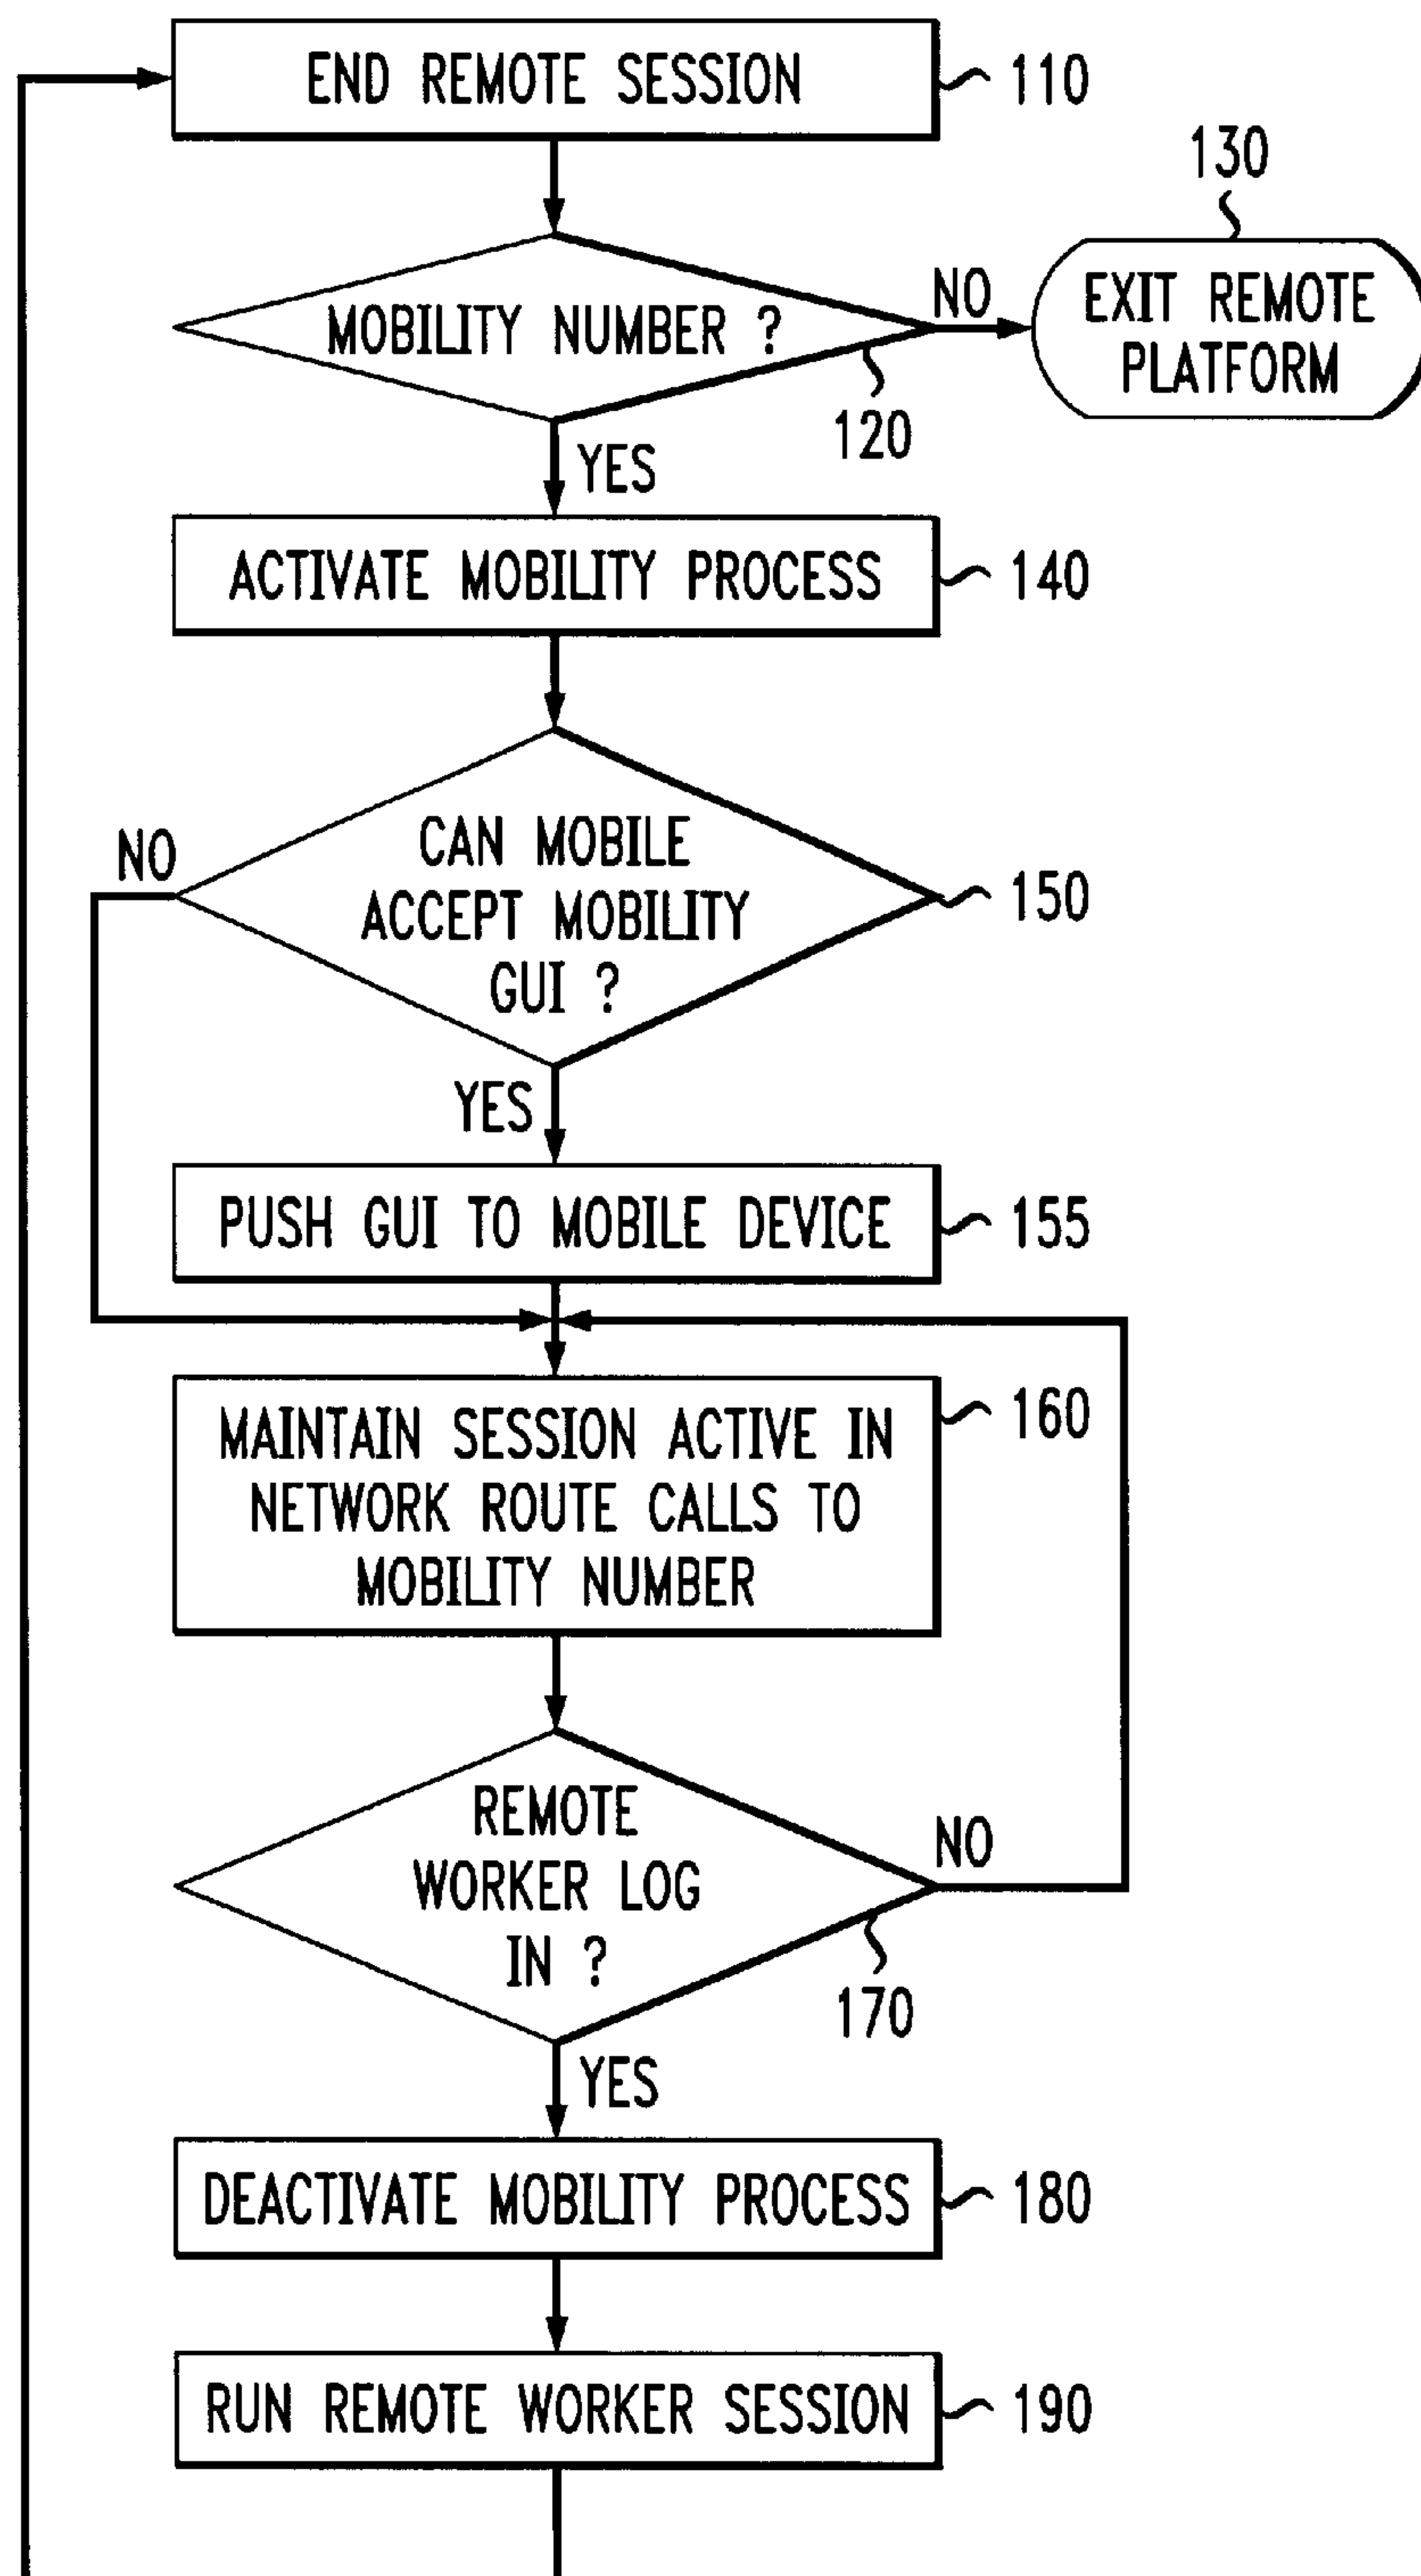 END REMOTE SESSION
110
130
MOBILITY NUMBER ?
NO
EXIT REMOTE
PLATFORM
120
YES
ACTIVATE MOBILITY PROCESS
140
NO
CAN MOBILE
ACCEPT MOBILITY
GUI ?
150
YES
PUSH GUI TO MOBILE DEVICE
155
MAINTAIN SESSION ACTIVE IN
NETWORK ROUTE CALLS TO
MOBILITY NUMBER
160
REMOTE
WORKER LOG
IN ?
NO
170
YES
DEACTIVATE MOBILITY PROCESS
180
RUN REMOTE WORKER SESSION
190